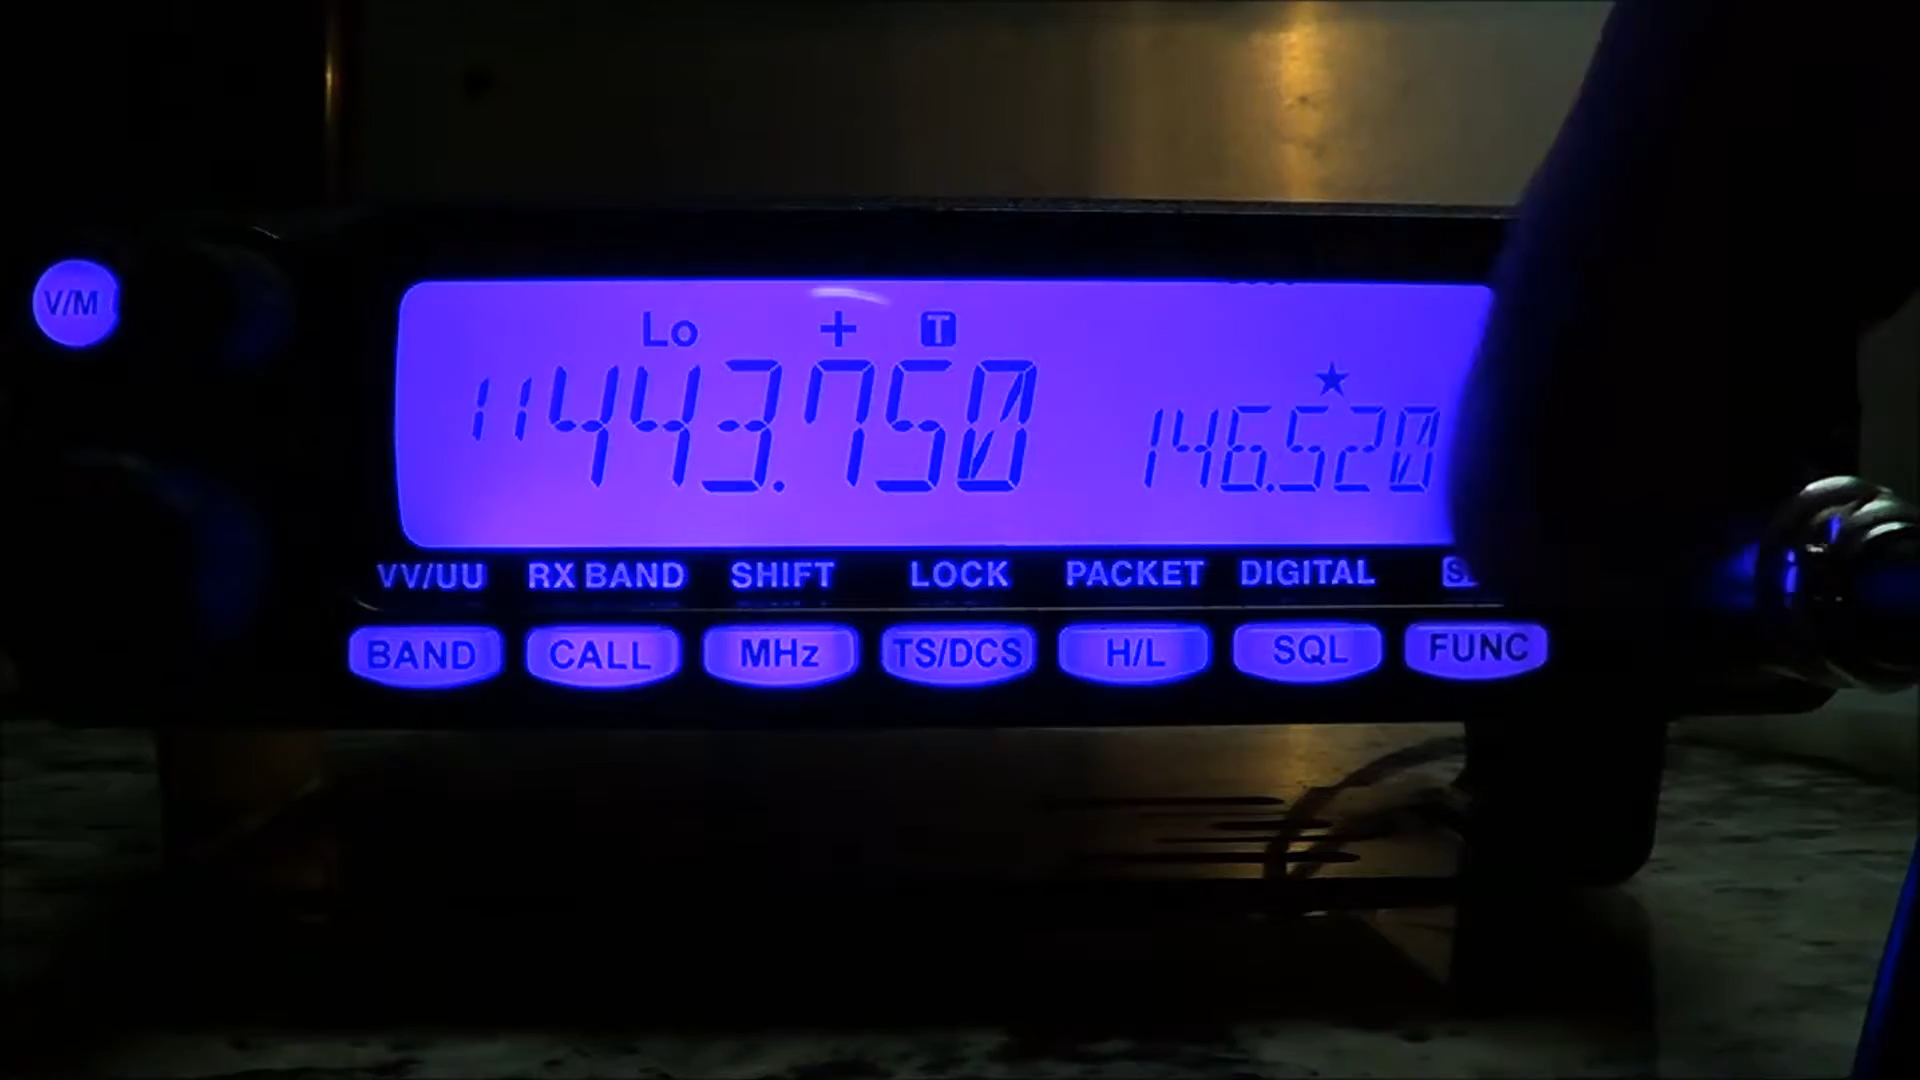 V/M
Lo + T
11 443.750 146.520
VV/UU RX BAND SHIFT LOCK PACKET DIGITAL
BAND CALL MHz TS/DCS H/L SQL FUNC